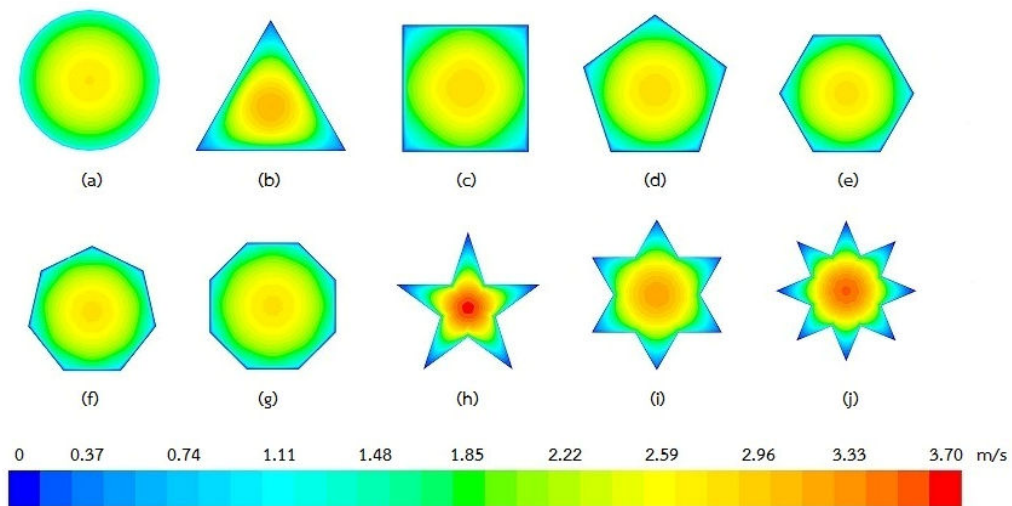 (a) (b) (c) (d) (e)
(f) (g) (h) (i) (j)
0 0.37 0.74 1.11 1.48 1.85 2.22 2.59 2.96 3.33 3.70 m/s